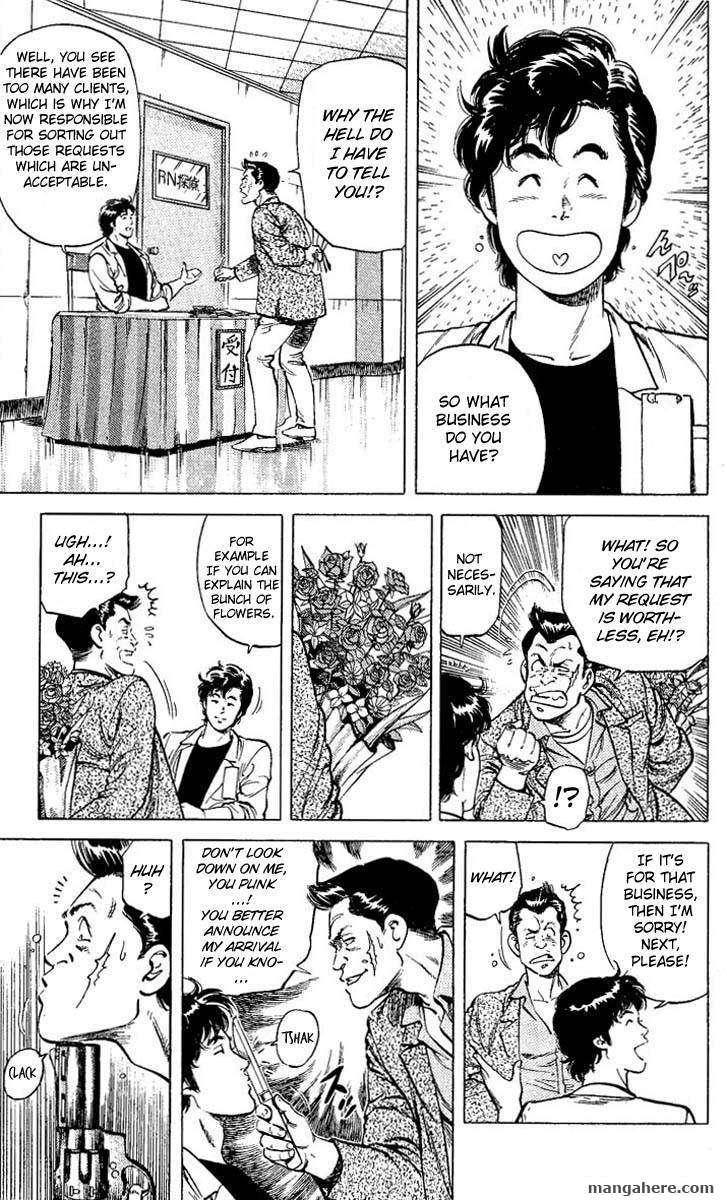 SO WHAT
BUSINESS
DO YOU
HAVE?
WHY THE
HELL DO
I HAVE
TO TELL
YOU!?
WELL, YOU SEE
THERE HAVE BEEN
TOO MANY CLIENTS,
WHICH IS WHY I'M
NOW RESPONSIBLE
FOR SORTING OUT
THOSE REQUESTS
WHICH ARE UN-
ACCEPTABLE.
RN探偵
受付
WHAT! SO
YOU'RE
SAYING THAT
MY REQUEST
IS WORTH-
LESS, EH!?
NOT
NECES-
SARILY.
!?
FOR
EXAMPLE
IF YOU CAN
EXPLAIN THE
BUNCH OF
FLOWERS.
UGH...!
AH...
THIS...?
IF IT'S
FOR THAT
BUSINESS,
THEN I'M
SORRY!
NEXT,
PLEASE!
WHAT!
DON'T LOOK
DOWN ON ME,
YOU PUNK
...!
YOU BETTER
ANNOUNCE
MY ARRIVAL
IF YOU KNO-
...
TSHAK
HUH
?
CLACK
mangahere.com